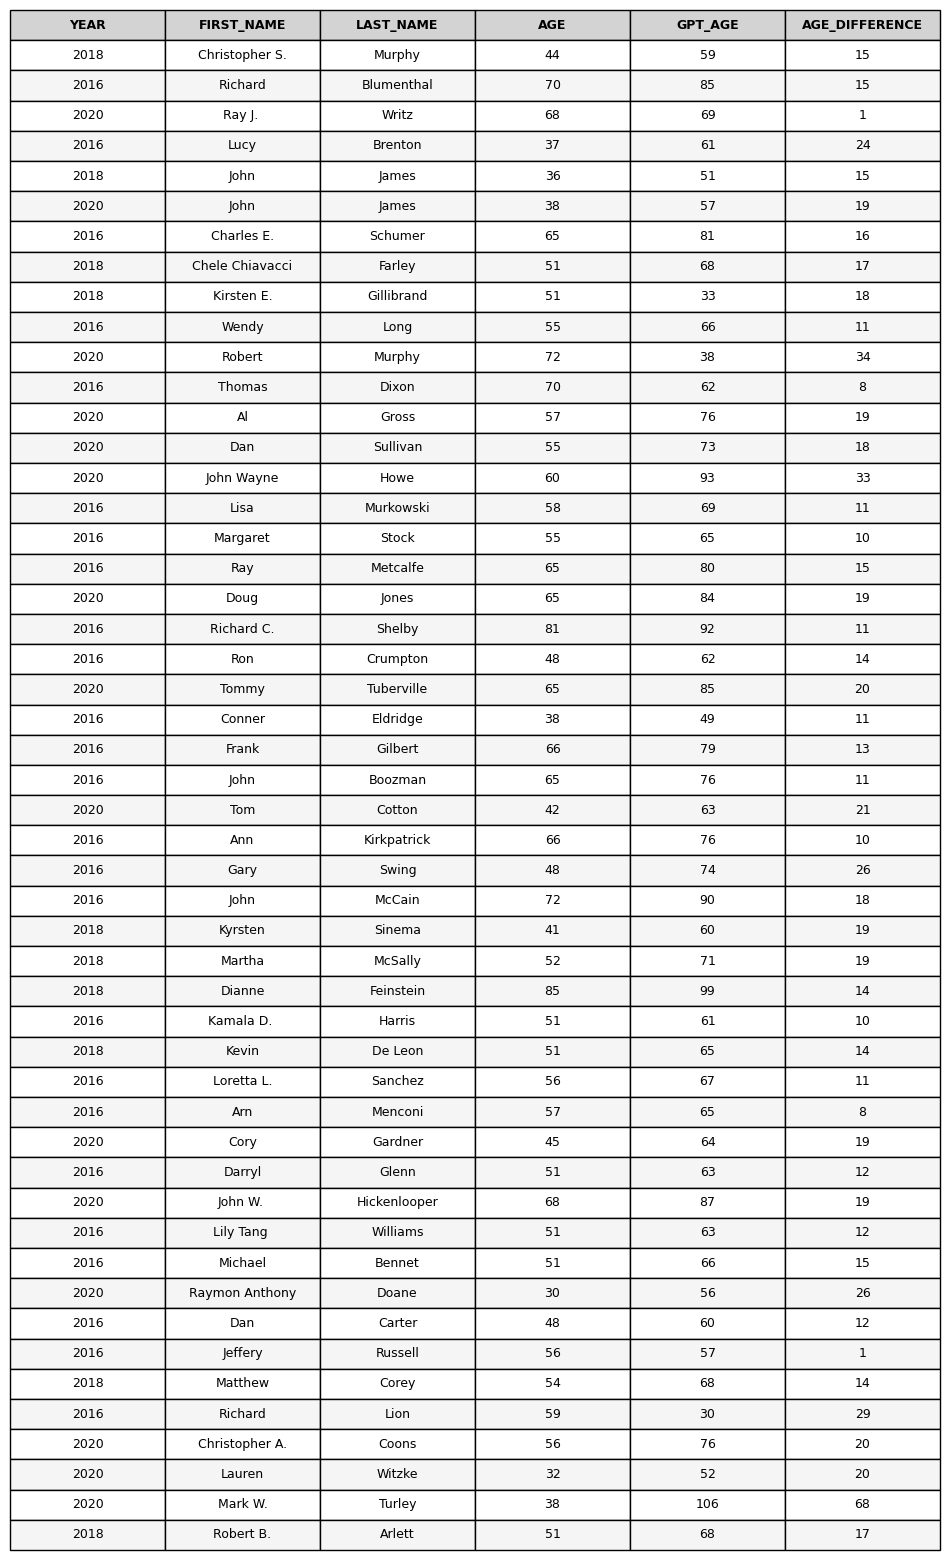 YEAR FIRST_NAME LAST_NAME AGE GPT_AGE AGE_DIFFERENCE
2018 Christopher S. Murphy 44 59 15
2016 Richard Blumenthal 70 85 15
2020 Ray J. Writz 68 69 1
2016 Lucy Brenton 37 61 24
2018 John James 36 51 15
2020 John James 38 57 19
2016 Charles E. Schumer 65 81 16
2018 Chele Chiavacci Farley 51 68 17
2018 Kirsten E. Gillibrand 51 33 18
2016 Wendy Long 55 66 11
2020 Robert Murphy 72 38 34
2016 Thomas Dixon 70 62 8
2020 Al Gross 57 76 19
2020 Dan Sullivan 55 73 18
2020 John Wayne Howe 60 93 33
2016 Lisa Murkowski 58 69 11
2016 Margaret Stock 55 65 10
2016 Ray Metcalfe 65 80 15
2020 Doug Jones 65 84 19
2016 Richard C. Shelby 81 92 11
2016 Ron Crumpton 48 62 14
2020 Tommy Tuberville 65 85 20
2016 Conner Eldridge 38 49 11
2016 Frank Gilbert 66 79 13
2016 John Boozman 65 76 11
2020 Tom Cotton 42 63 21
2016 Ann Kirkpatrick 66 76 10
2016 Gary Swing 48 74 26
2016 John McCain 72 90 18
2018 Kyrsten Sinema 41 60 19
2018 Martha McSally 52 71 19
2018 Dianne Feinstein 85 99 14
2016 Kamala D. Harris 51 61 10
2018 Kevin De Leon 51 65 14
2016 Loretta L. Sanchez 56 67 11
2016 Arn Menconi 57 65 8
2020 Cory Gardner 45 64 19
2016 Darryl Glenn 51 63 12
2020 John W. Hickenlooper 68 87 19
2016 Lily Tang Williams 51 63 12
2016 Michael Bennet 51 66 15
2020 Raymon Anthony Doane 30 56 26
2016 Dan Carter 48 60 12
2016 Jeffery Russell 56 57 1
2018 Matthew Corey 54 68 14
2016 Richard Lion 59 30 29
2020 Christopher A. Coons 56 76 20
2020 Lauren Witzke 32 52 20
2020 Mark W. Turley 38 106 68
2018 Robert B. Arlett 51 68 17